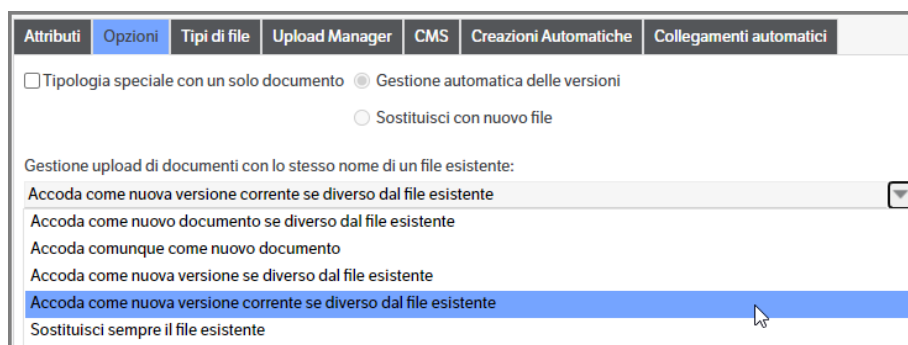 Attributi Opzioni Tipi di file Upload Manager CMS Creazioni Automatiche Collegamenti automatici
Tipologia speciale con un solo documento Gestione automatica delle versioni
Sostituisci con nuovo file
Gestione upload di documenti con lo stesso nome di un file esistente:
Accoda come nuova versione corrente se diverso dal file esistente
Accoda come nuovo documento se diverso dal file esistente
Accoda comunque come nuovo documento
Accoda come nuova versione se diverso dal file esistente
Accoda come nuova versione corrente se diverso dal file esistente
Sostituisci sempre il file esistente